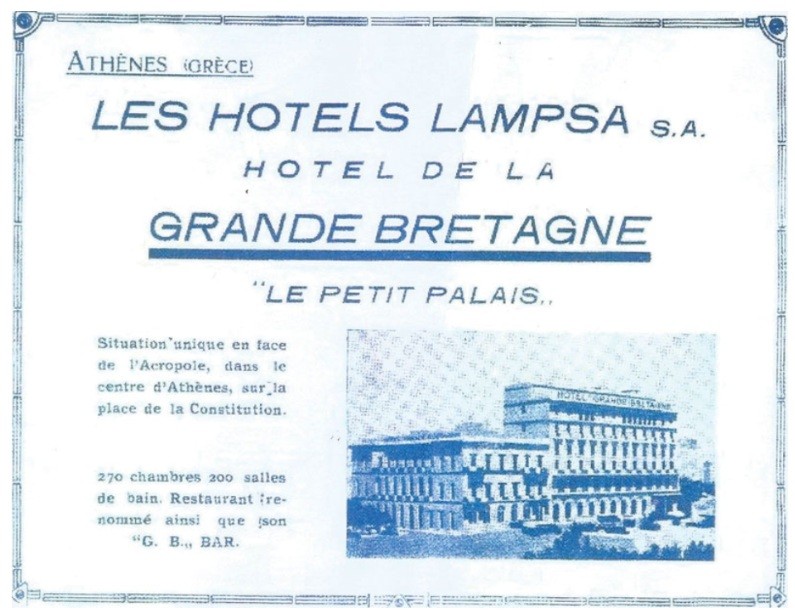 ATHÈNES (GRÈCE)
LES HOTELS LAMPSA S.A.
HOTEL DE LA
GRANDE BRETAGNE
"LE PETIT PALAIS„
Situation unique en face
de l'Acropole, dans le
centre d'Athènes, sur la
place de la Constitution.
270 chambres 200 salles
de bain. Restaurant re-
nommé ainsi que son
"G. B.„ BAR.
HOTEL GRANDE BRETAGNE